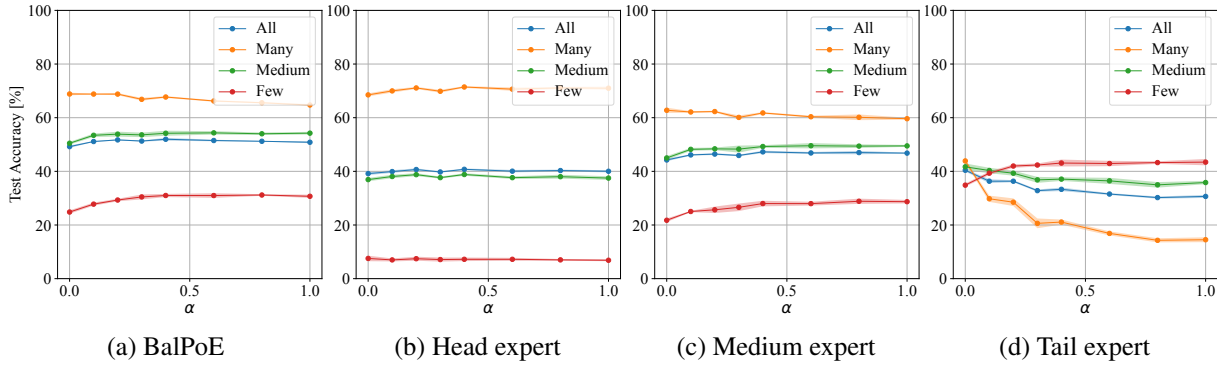 100
80
60
40
20
0
Test Accuracy [%]
0.0
0.5
1.0
α
All
Many
Medium
Few
(a) BalPoE
100
80
60
40
20
0
0.0
0.5
1.0
α
All
Many
Medium
Few
(b) Head expert
100
80
60
40
20
0
0.0
0.5
1.0
α
All
Many
Medium
Few
(c) Medium expert
100
80
60
40
20
0
0.0
0.5
1.0
α
All
Many
Medium
Few
(d) Tail expert